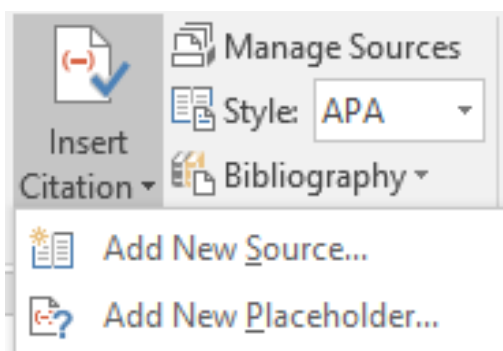 Manage Sources
Style: APA
Insert
Citation
Bibliography
Add New Source...
Add New Placeholder...